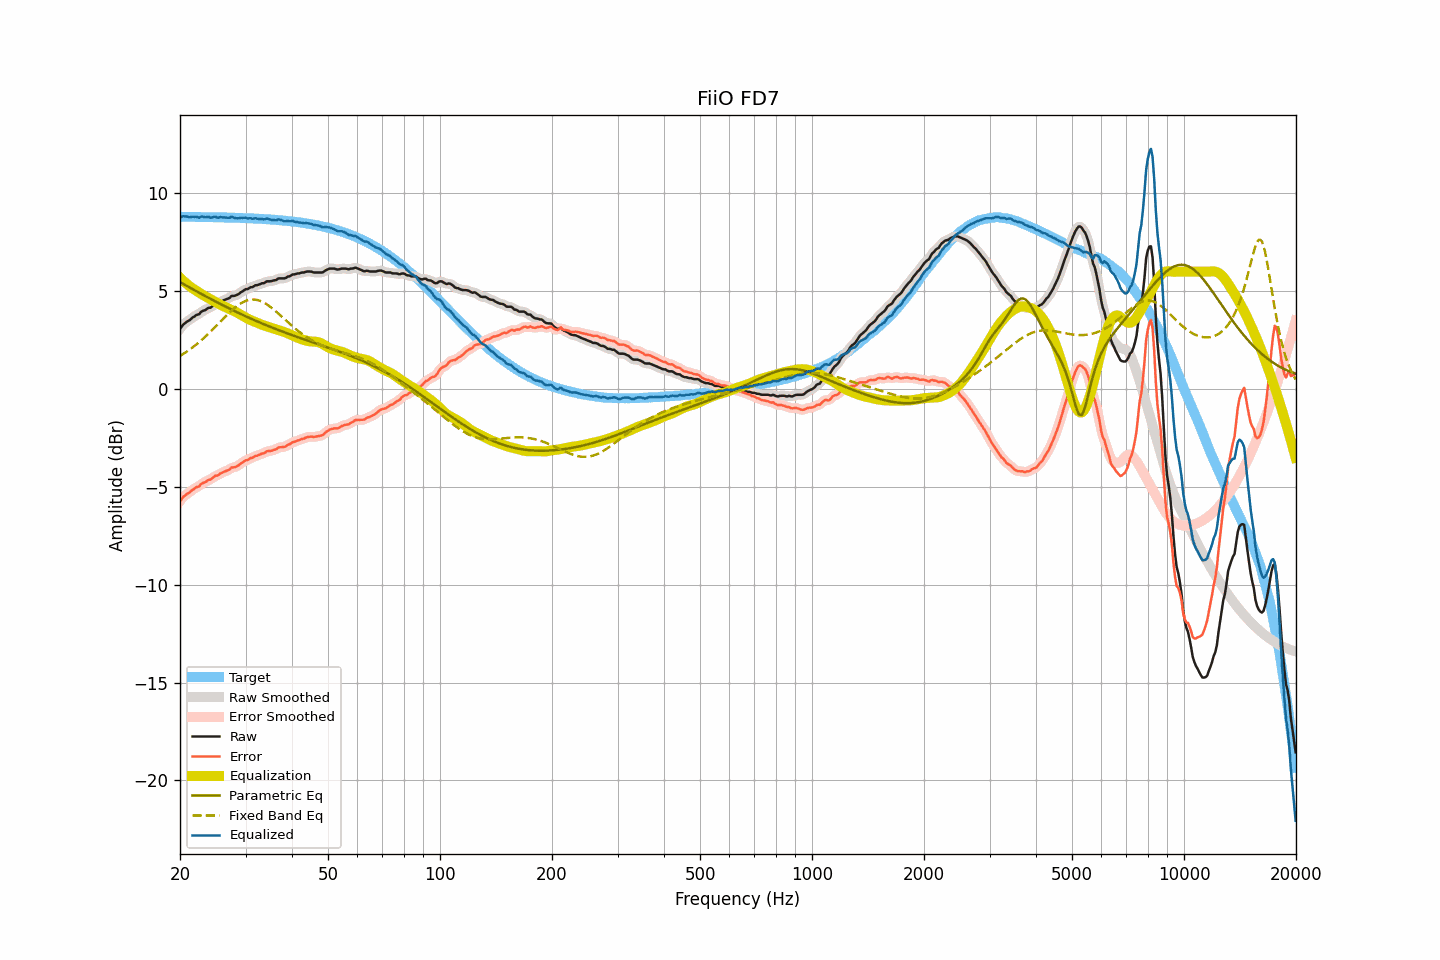 FiiO FD7
10
5
0
−5
−10
−15
−20
Amplitude (dBr)
Target
Raw Smoothed
Error Smoothed
Raw
Error
Equalization
Parametric Eq
Fixed Band Eq
Equalized
20 50 100 200 500 1000 2000 5000 10000 20000
Frequency (Hz)